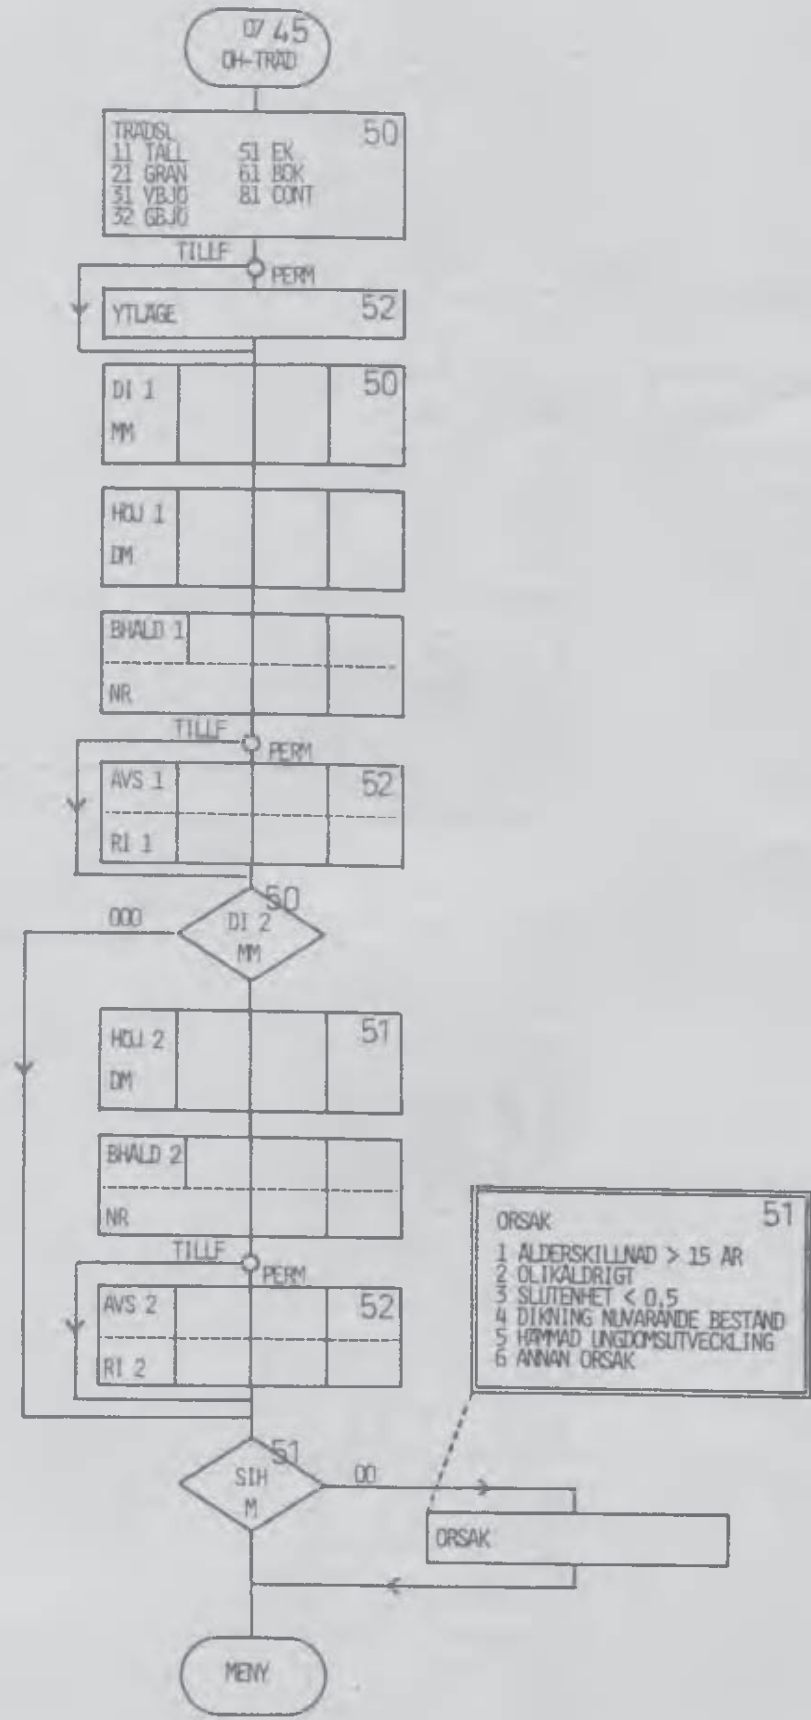 07 45
ÖH-TRÄD
TRÄDSL 50
11 TALL 51 EK
21 GRAN 61 BOK
31 VBJÖ 81 CONT
32 GBJÖ
TILLF
PERM
YTLÄGE 52
DI 1 50
MM
HÖJ 1
DM
BHÅLD 1
NR
TILLF
PERM
AVS 1 52
RI 1
50
000
DI 2
MM
HÖJ 2 51
DM
BHÅLD 2
NR
TILLF
PERM
AVS 2 52
RI 2
ORSAK 51
1 ÅLDERSKILLNAD > 15 ÅR
2 OLIKÅLDRIGT
3 SLUTENHET < 0.5
4 DIKNING NUVARANDE BESTÅND
5 HÄMMAD UNGDOMSUTVECKLING
6 ANNAN ORSAK
51
SIH 00
M
ORSAK
MENY